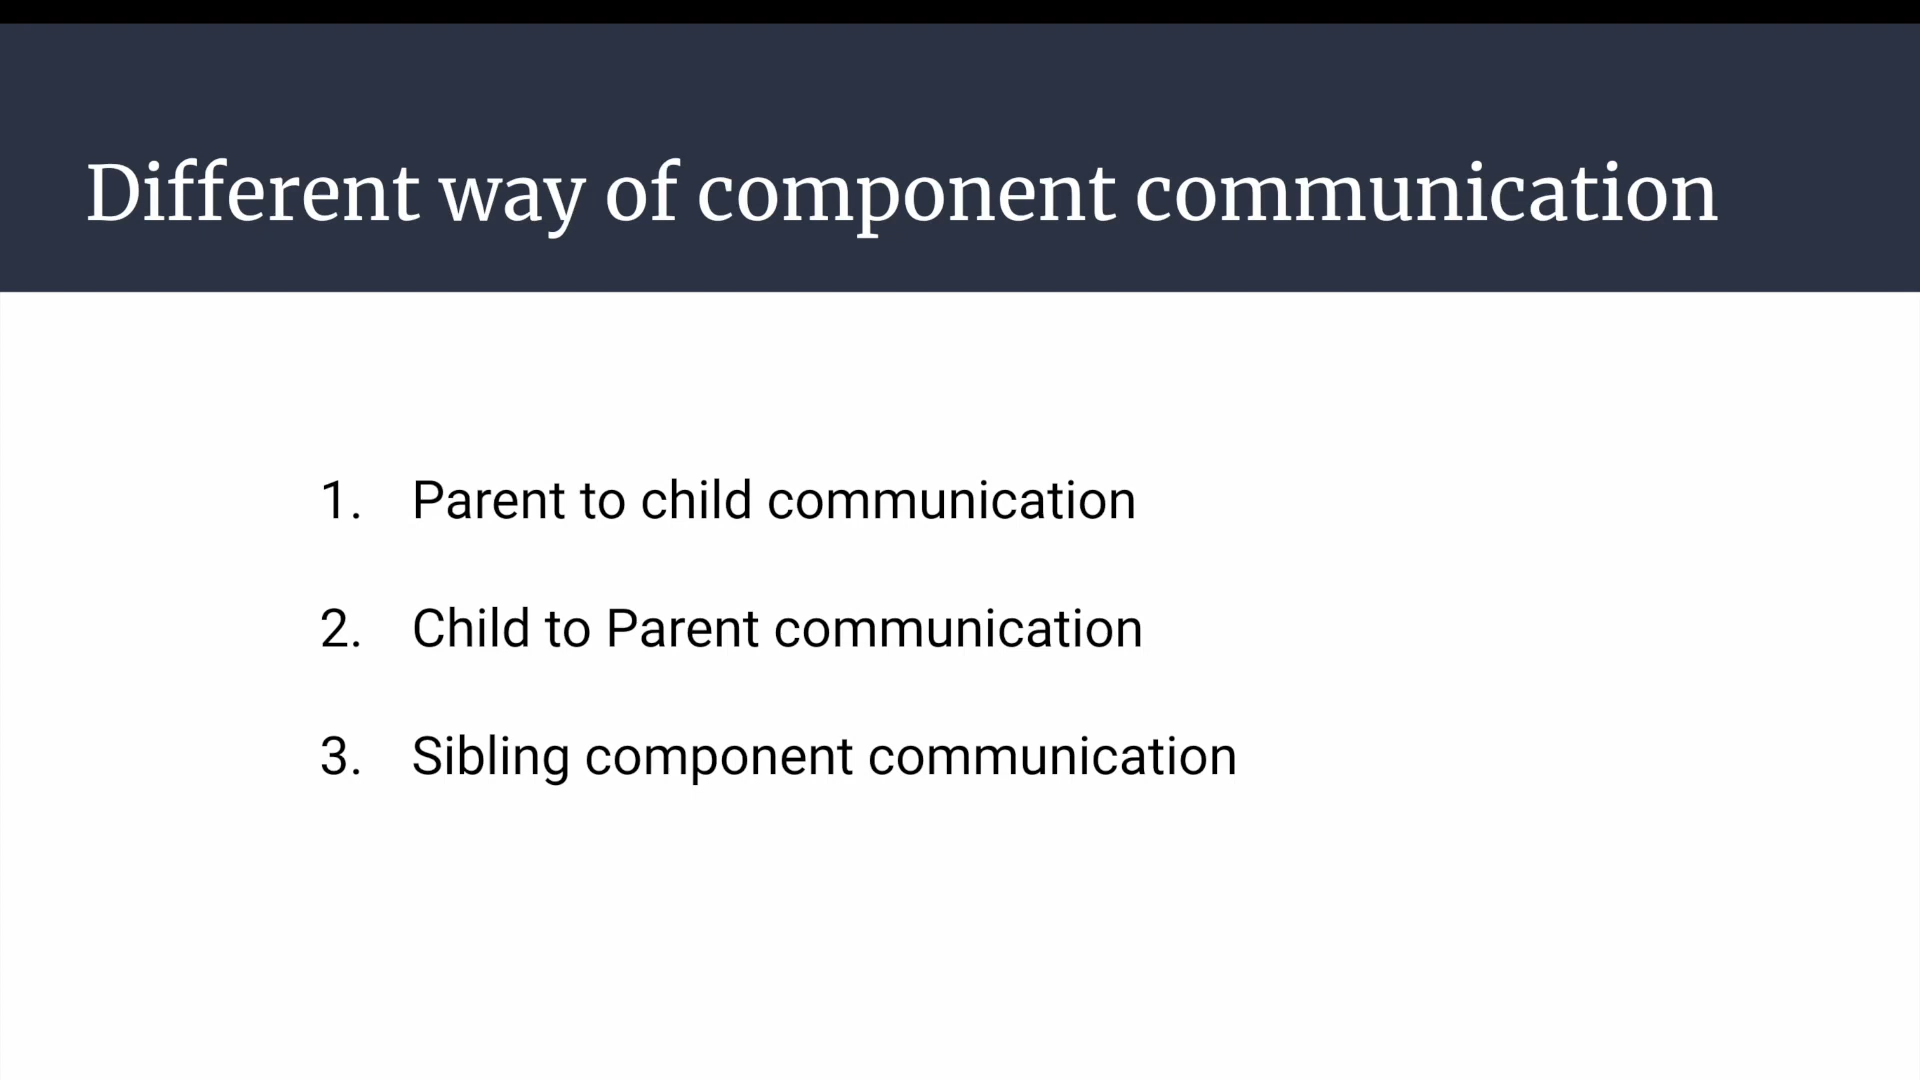 Different way of component communication
1. Parent to child communication
2. Child to Parent communication
3. Sibling component communication